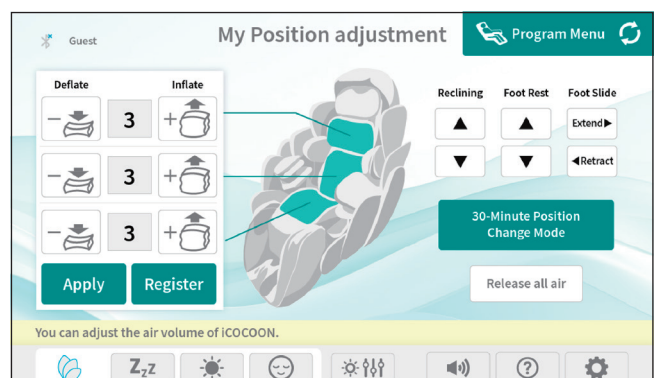 Guest
My Position adjustment
Program Menu
Deflate
Inflate
− 3 +
− 3 +
− 3 +
Apply
Register
Reclining
Foot Rest
Foot Slide
▲
▲
Extend▶
▼
▼
◀Retract
30-Minute Position
Change Mode
Release all air
You can adjust the air volume of iCOCOON.
ZzZ
?